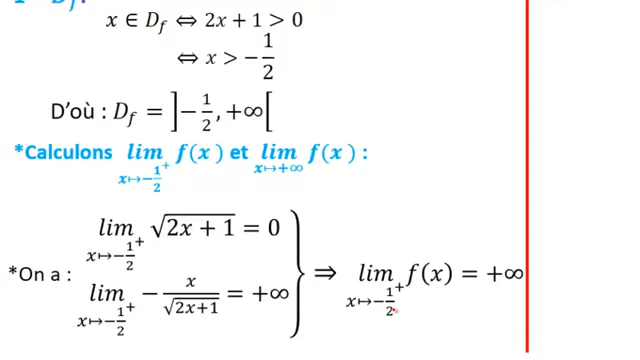 1 D_f :
x ∈ D_f ⇔ 2x + 1 > 0
⇔ x > −1/2
D'où : D_f = ]−1/2, +∞[
*Calculons lim_{x↦−1/2⁺} f(x) et lim_{x↦+∞} f(x) :
lim_{x↦−1/2⁺} √(2x + 1) = 0
*On a : lim_{x↦−1/2⁺} − x/√(2x+1) = +∞ ⇒ lim_{x↦−1/2⁺} f(x) = +∞